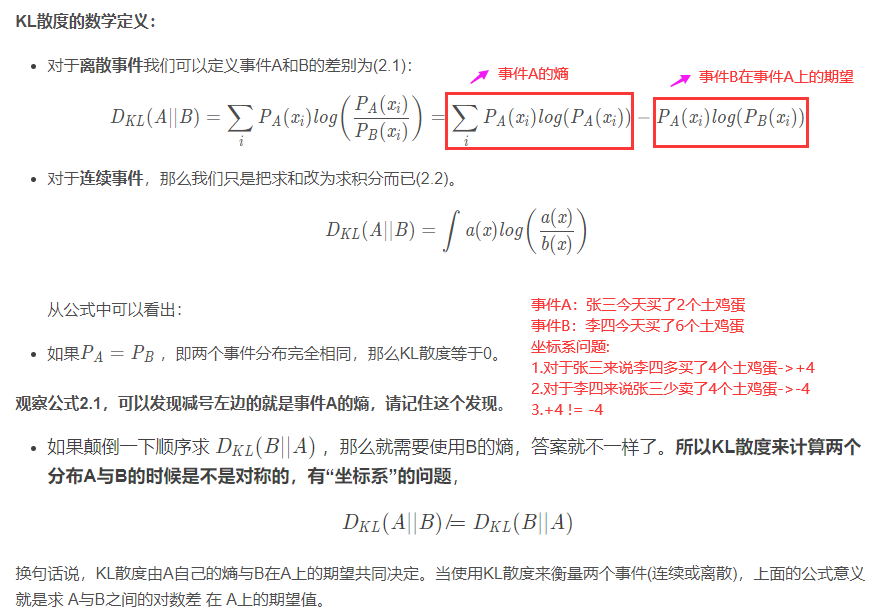 KL散度的数学定义：
• 对于离散事件我们可以定义事件A和B的差别为(2.1)：
事件A的熵
事件B在事件A上的期望
D_{KL}(A||B) = \sum_i P_A(x_i)log\left(\frac{P_A(x_i)}{P_B(x_i)}\right) = \sum_i P_A(x_i)log(P_A(x_i)) - P_A(x_i)log(P_B(x_i))
• 对于连续事件，那么我们只是把求和改为求积分而已(2.2)。
D_{KL}(A||B) = \int a(x)log\left(\frac{a(x)}{b(x)}\right)
从公式中可以看出：
• 如果P_A = P_B，即两个事件分布完全相同，那么KL散度等于0。
事件A：张三今天买了2个土鸡蛋
事件B：李四今天买了6个土鸡蛋
坐标系问题:
1.对于张三来说李四多买了4个土鸡蛋->+4
2.对于李四来说张三少卖了4个土鸡蛋->-4
3.+4 != -4
观察公式2.1，可以发现减号左边的就是事件A的熵，请记住这个发现。
• 如果颠倒一下顺序求 D_{KL}(B||A)，那么就需要使用B的熵，答案就不一样了。所以KL散度来计算两个
分布A与B的时候是不是对称的，有“坐标系”的问题，
D_{KL}(A||B) /= D_{KL}(B||A)
换句话说，KL散度由A自己的熵与B在A上的期望共同决定。当使用KL散度来衡量两个事件(连续或离散)，上面的公式意义
就是求 A与B之间的对数差 在 A上的期望值。